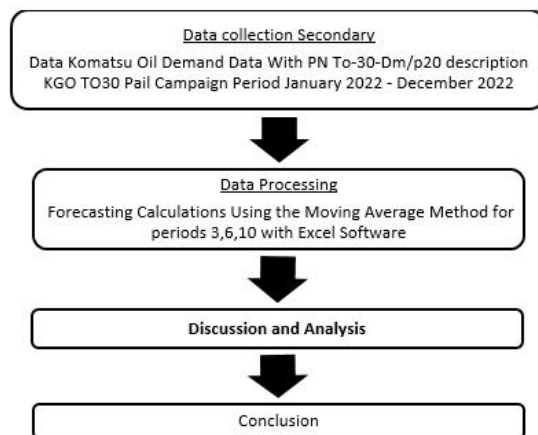 Data collection Secondary
Data Komatsu Oil Demand Data With PN To-30-Dm/p20 description
KGO TO30 Pail Campaign Period January 2022 - December 2022
Data Processing
Forecasting Calculations Using the Moving Average Method for
periods 3,6,10 with Excel Software
Discussion and Analysis
Conclusion